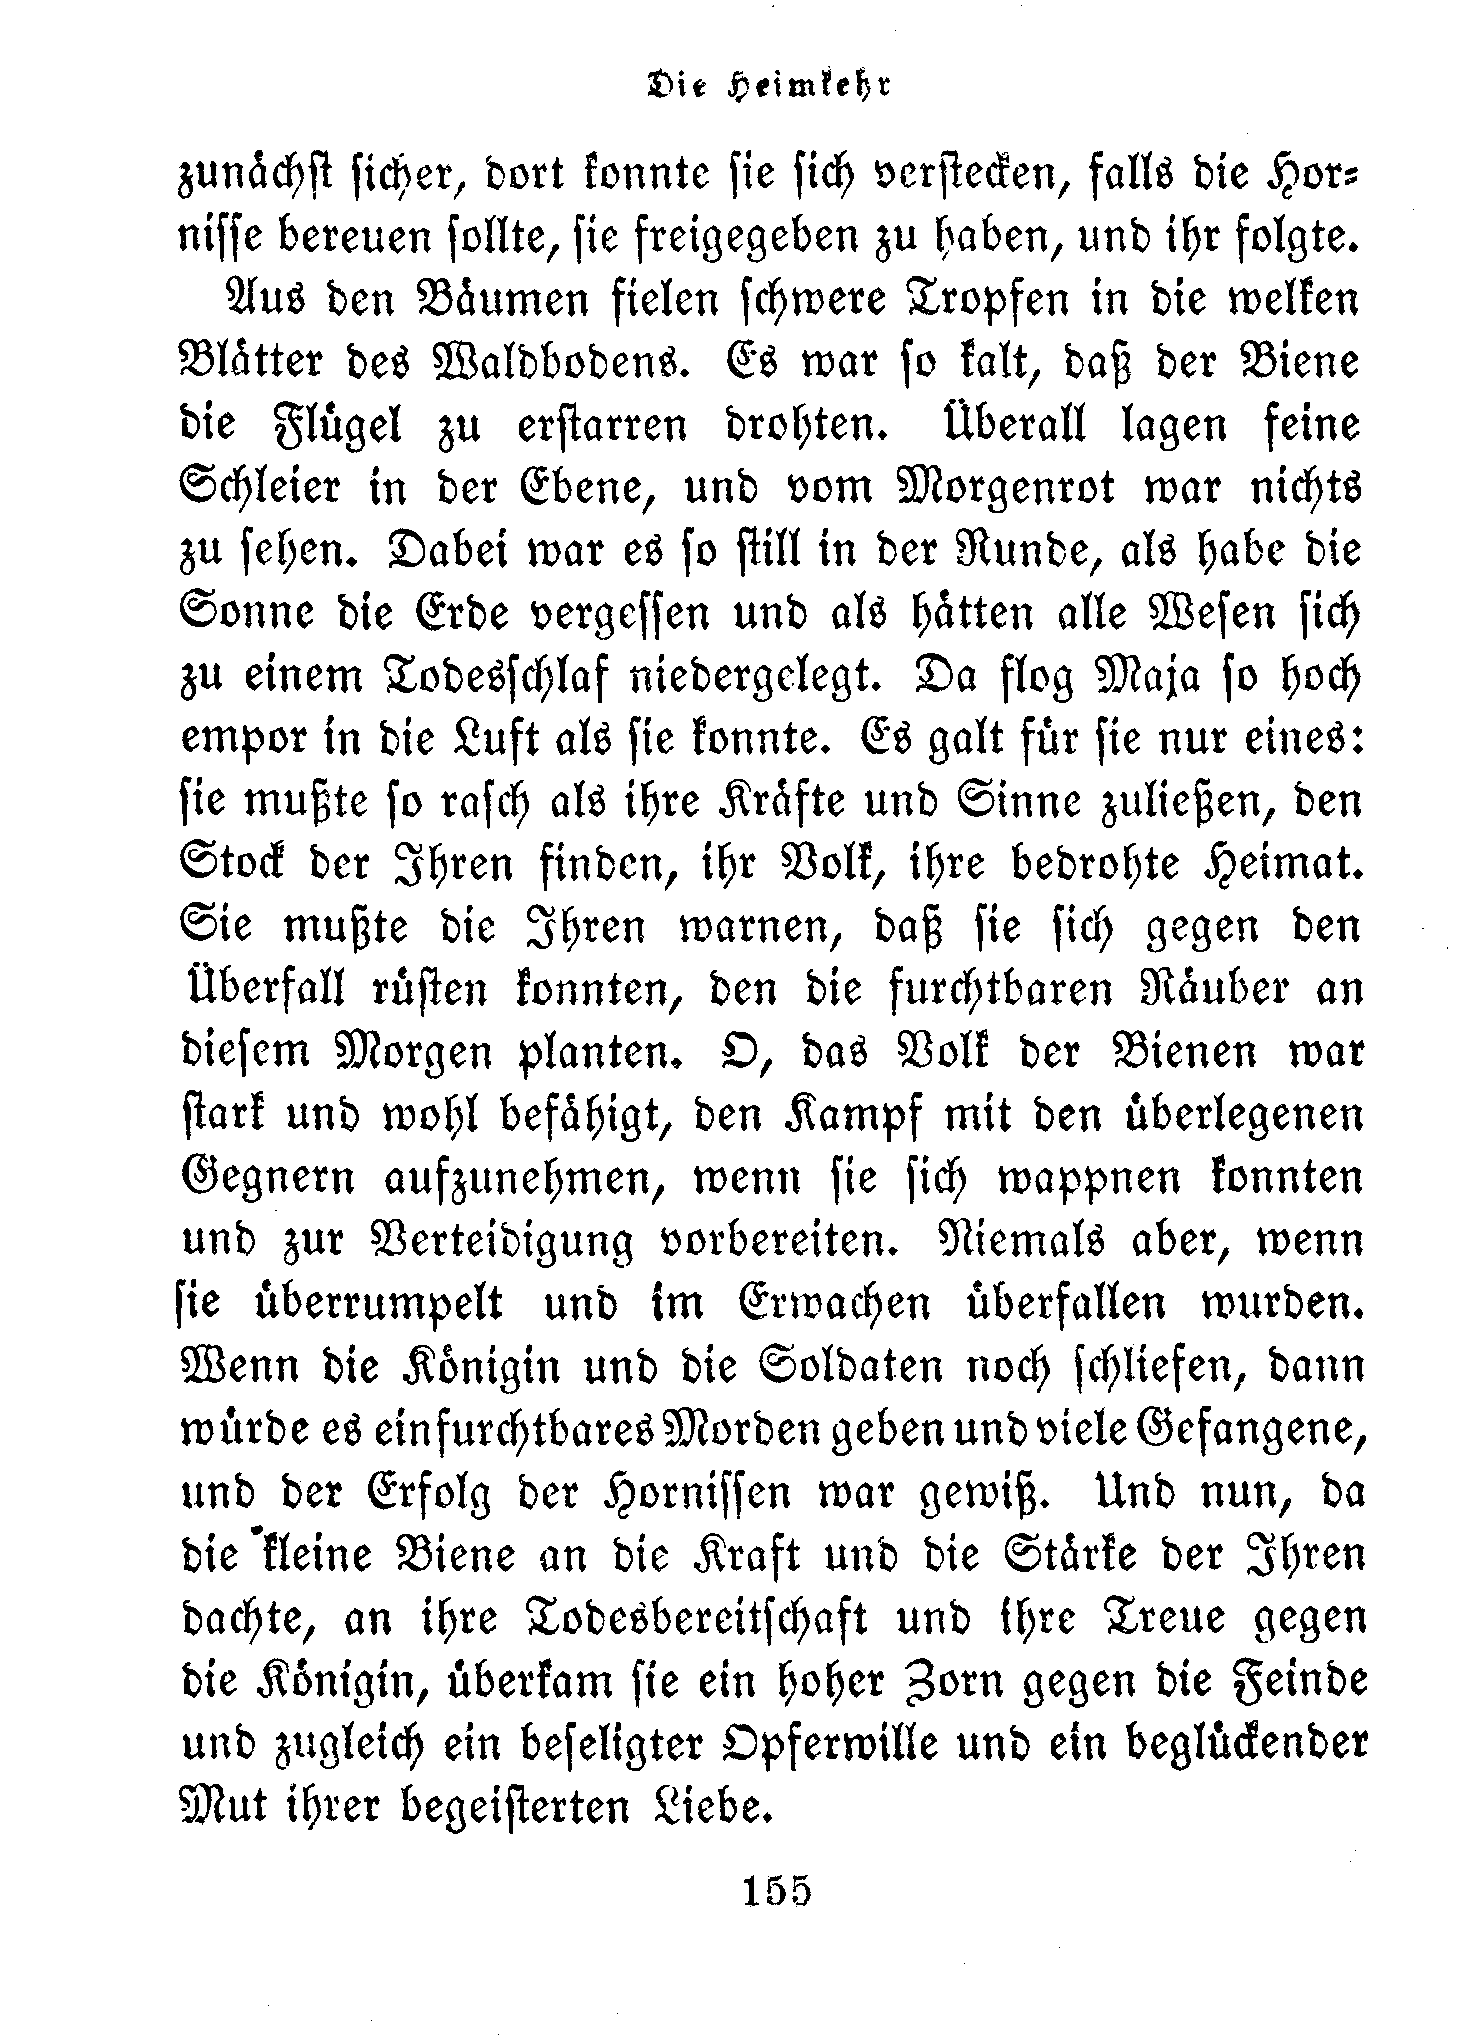 Die Heimkehr
zunächst sicher, dort konnte sie sich verstecken, falls die Hor-
nisse bereuen sollte, sie freigegeben zu haben, und ihr folgte.
Aus den Bäumen fielen schwere Tropfen in die welken
Blätter des Waldbodens. Es war so kalt, daß der Biene
die Flügel zu erstarren drohten. Überall lagen feine
Schleier in der Ebene, und vom Morgenrot war nichts
zu sehen. Dabei war es so still in der Runde, als habe die
Sonne die Erde vergessen und als hätten alle Wesen sich
zu einem Todesschlaf niedergelegt. Da flog Maja so hoch
empor in die Luft als sie konnte. Es galt für sie nur eines:
sie mußte so rasch als ihre Kräfte und Sinne zuließen, den
Stock der Ihren finden, ihr Volk, ihre bedrohte Heimat.
Sie mußte die Ihren warnen, daß sie sich gegen den
Überfall rüsten konnten, den die furchtbaren Räuber an
diesem Morgen planten. O, das Volk der Bienen war
stark und wohl befähigt, den Kampf mit den überlegenen
Gegnern aufzunehmen, wenn sie sich wappnen konnten
und zur Verteidigung vorbereiten. Niemals aber, wenn
sie überrumpelt und im Erwachen überfallen wurden.
Wenn die Königin und die Soldaten noch schliefen, dann
würde es ein furchtbares Morden geben und viele Gefangene,
und der Erfolg der Hornissen war gewiß. Und nun, da
die kleine Biene an die Kraft und die Stärke der Ihren
dachte, an ihre Todesbereitschaft und ihre Treue gegen
die Königin, überkam sie ein hoher Zorn gegen die Feinde
und zugleich ein beseligter Opferwille und ein beglückender
Mut ihrer begeisterten Liebe.
155